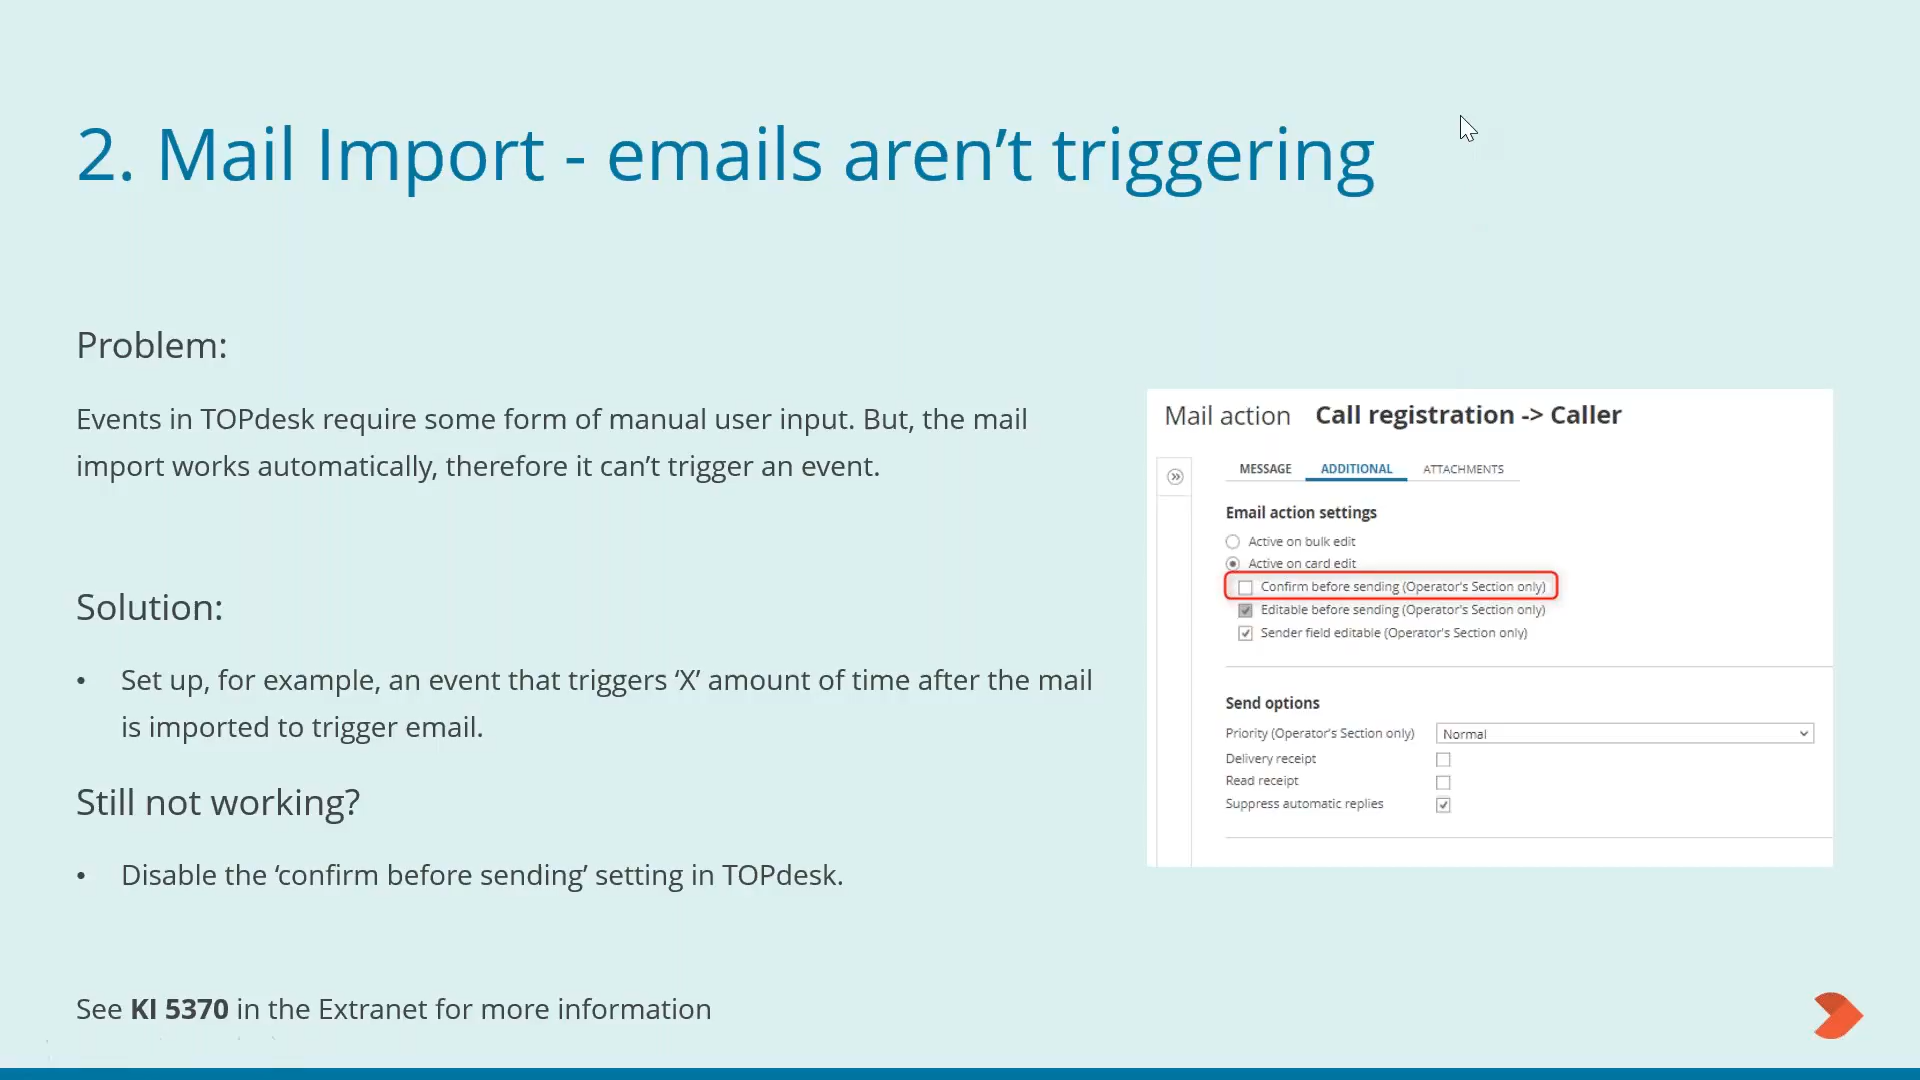 2. Mail Import - emails aren’t triggering
Problem:
Events in TOPdesk require some form of manual user input. But, the mail
import works automatically, therefore it can’t trigger an event.
Solution:
• Set up, for example, an event that triggers ‘X’ amount of time after the mail
is imported to trigger email.
Still not working?
• Disable the ‘confirm before sending’ setting in TOPdesk.
See KI 5370 in the Extranet for more information
Mail action Call registration -> Caller
MESSAGE ADDITIONAL ATTACHMENTS
Email action settings
Active on bulk edit
Active on card edit
Confirm before sending (Operator's Section only)
Editable before sending (Operator's Section only)
Sender field editable (Operator's Section only)
Send options
Priority (Operator's Section only) Normal
Delivery receipt
Read receipt
Suppress automatic replies